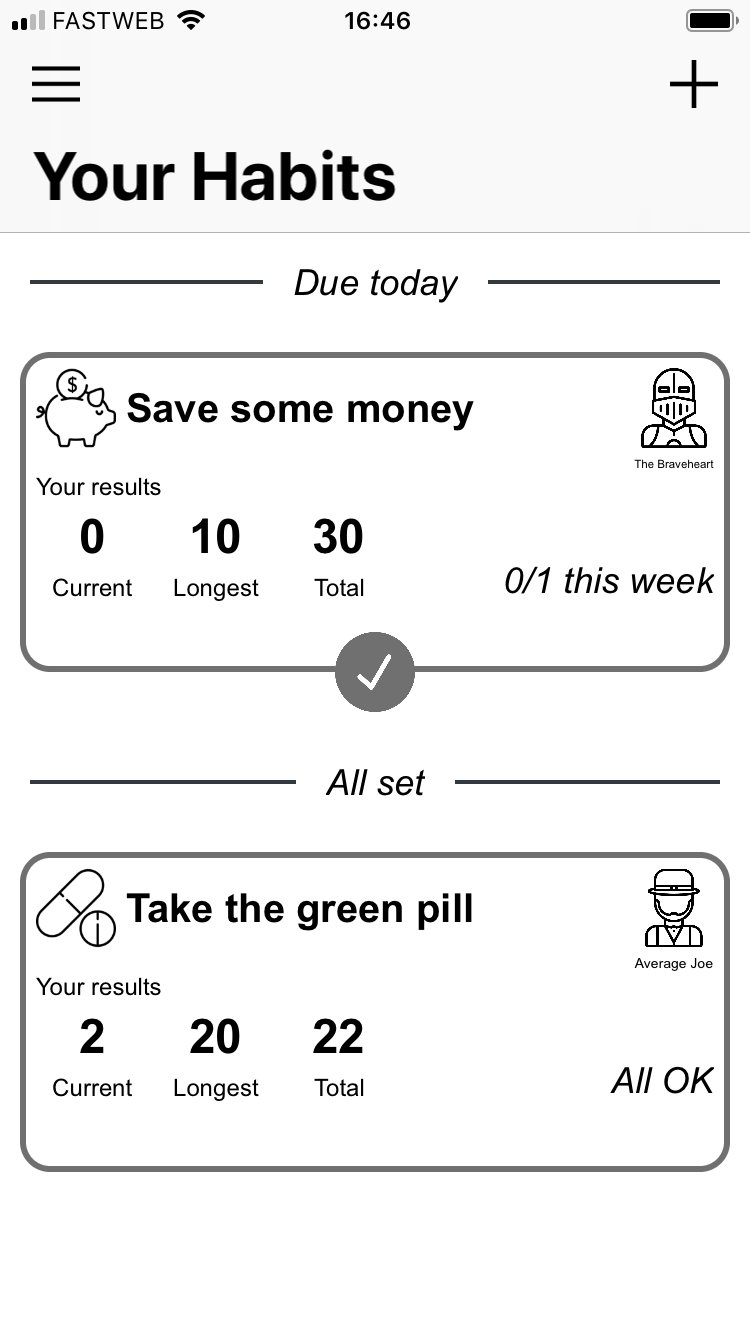 FASTWEB 16:46
Your Habits
Due today
$
Save some money
The Braveheart
Your results
0 10 30
Current Longest Total
0/1 this week
All set
Take the green pill
Average Joe
Your results
2 20 22
Current Longest Total
All OK